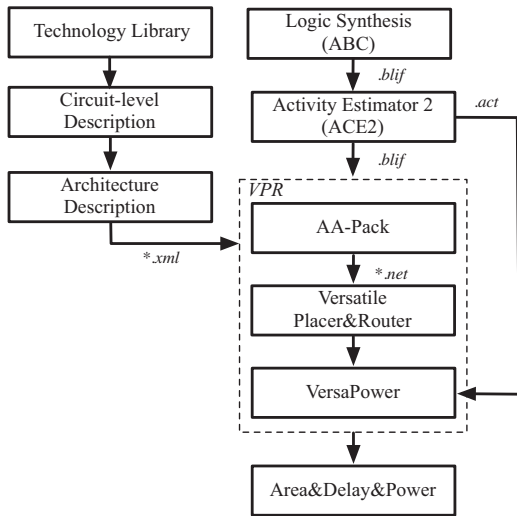 Technology Library
Circuit-level
Description
Architecture
Description
*.xml
Logic Synthesis
(ABC)
.blif
Activity Estimator 2
(ACE2)
.act
.blif
VPR
AA-Pack
*.net
Versatile
Placer&Router
VersaPower
Area&Delay&Power